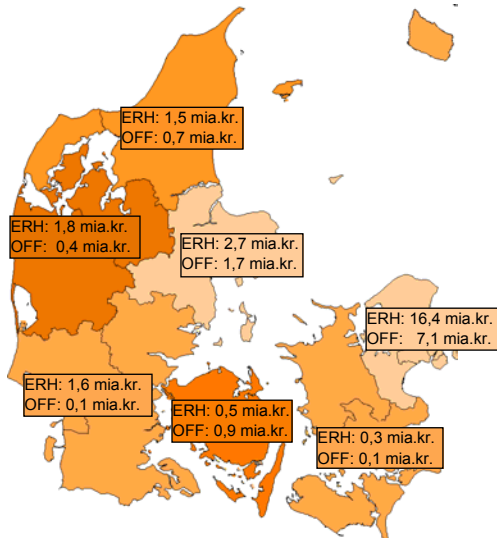 ERH: 1,5 mia.kr.
OFF: 0,7 mia.kr.
ERH: 1,8 mia.kr.
OFF: 0,4 mia.kr.
ERH: 2,7 mia.kr.
OFF: 1,7 mia.kr.
ERH: 16,4 mia.kr.
OFF: 7,1 mia.kr.
ERH: 1,6 mia.kr.
OFF: 0,1 mia.kr.
ERH: 0,5 mia.kr.
OFF: 0,9 mia.kr.
ERH: 0,3 mia.kr.
OFF: 0,1 mia.kr.